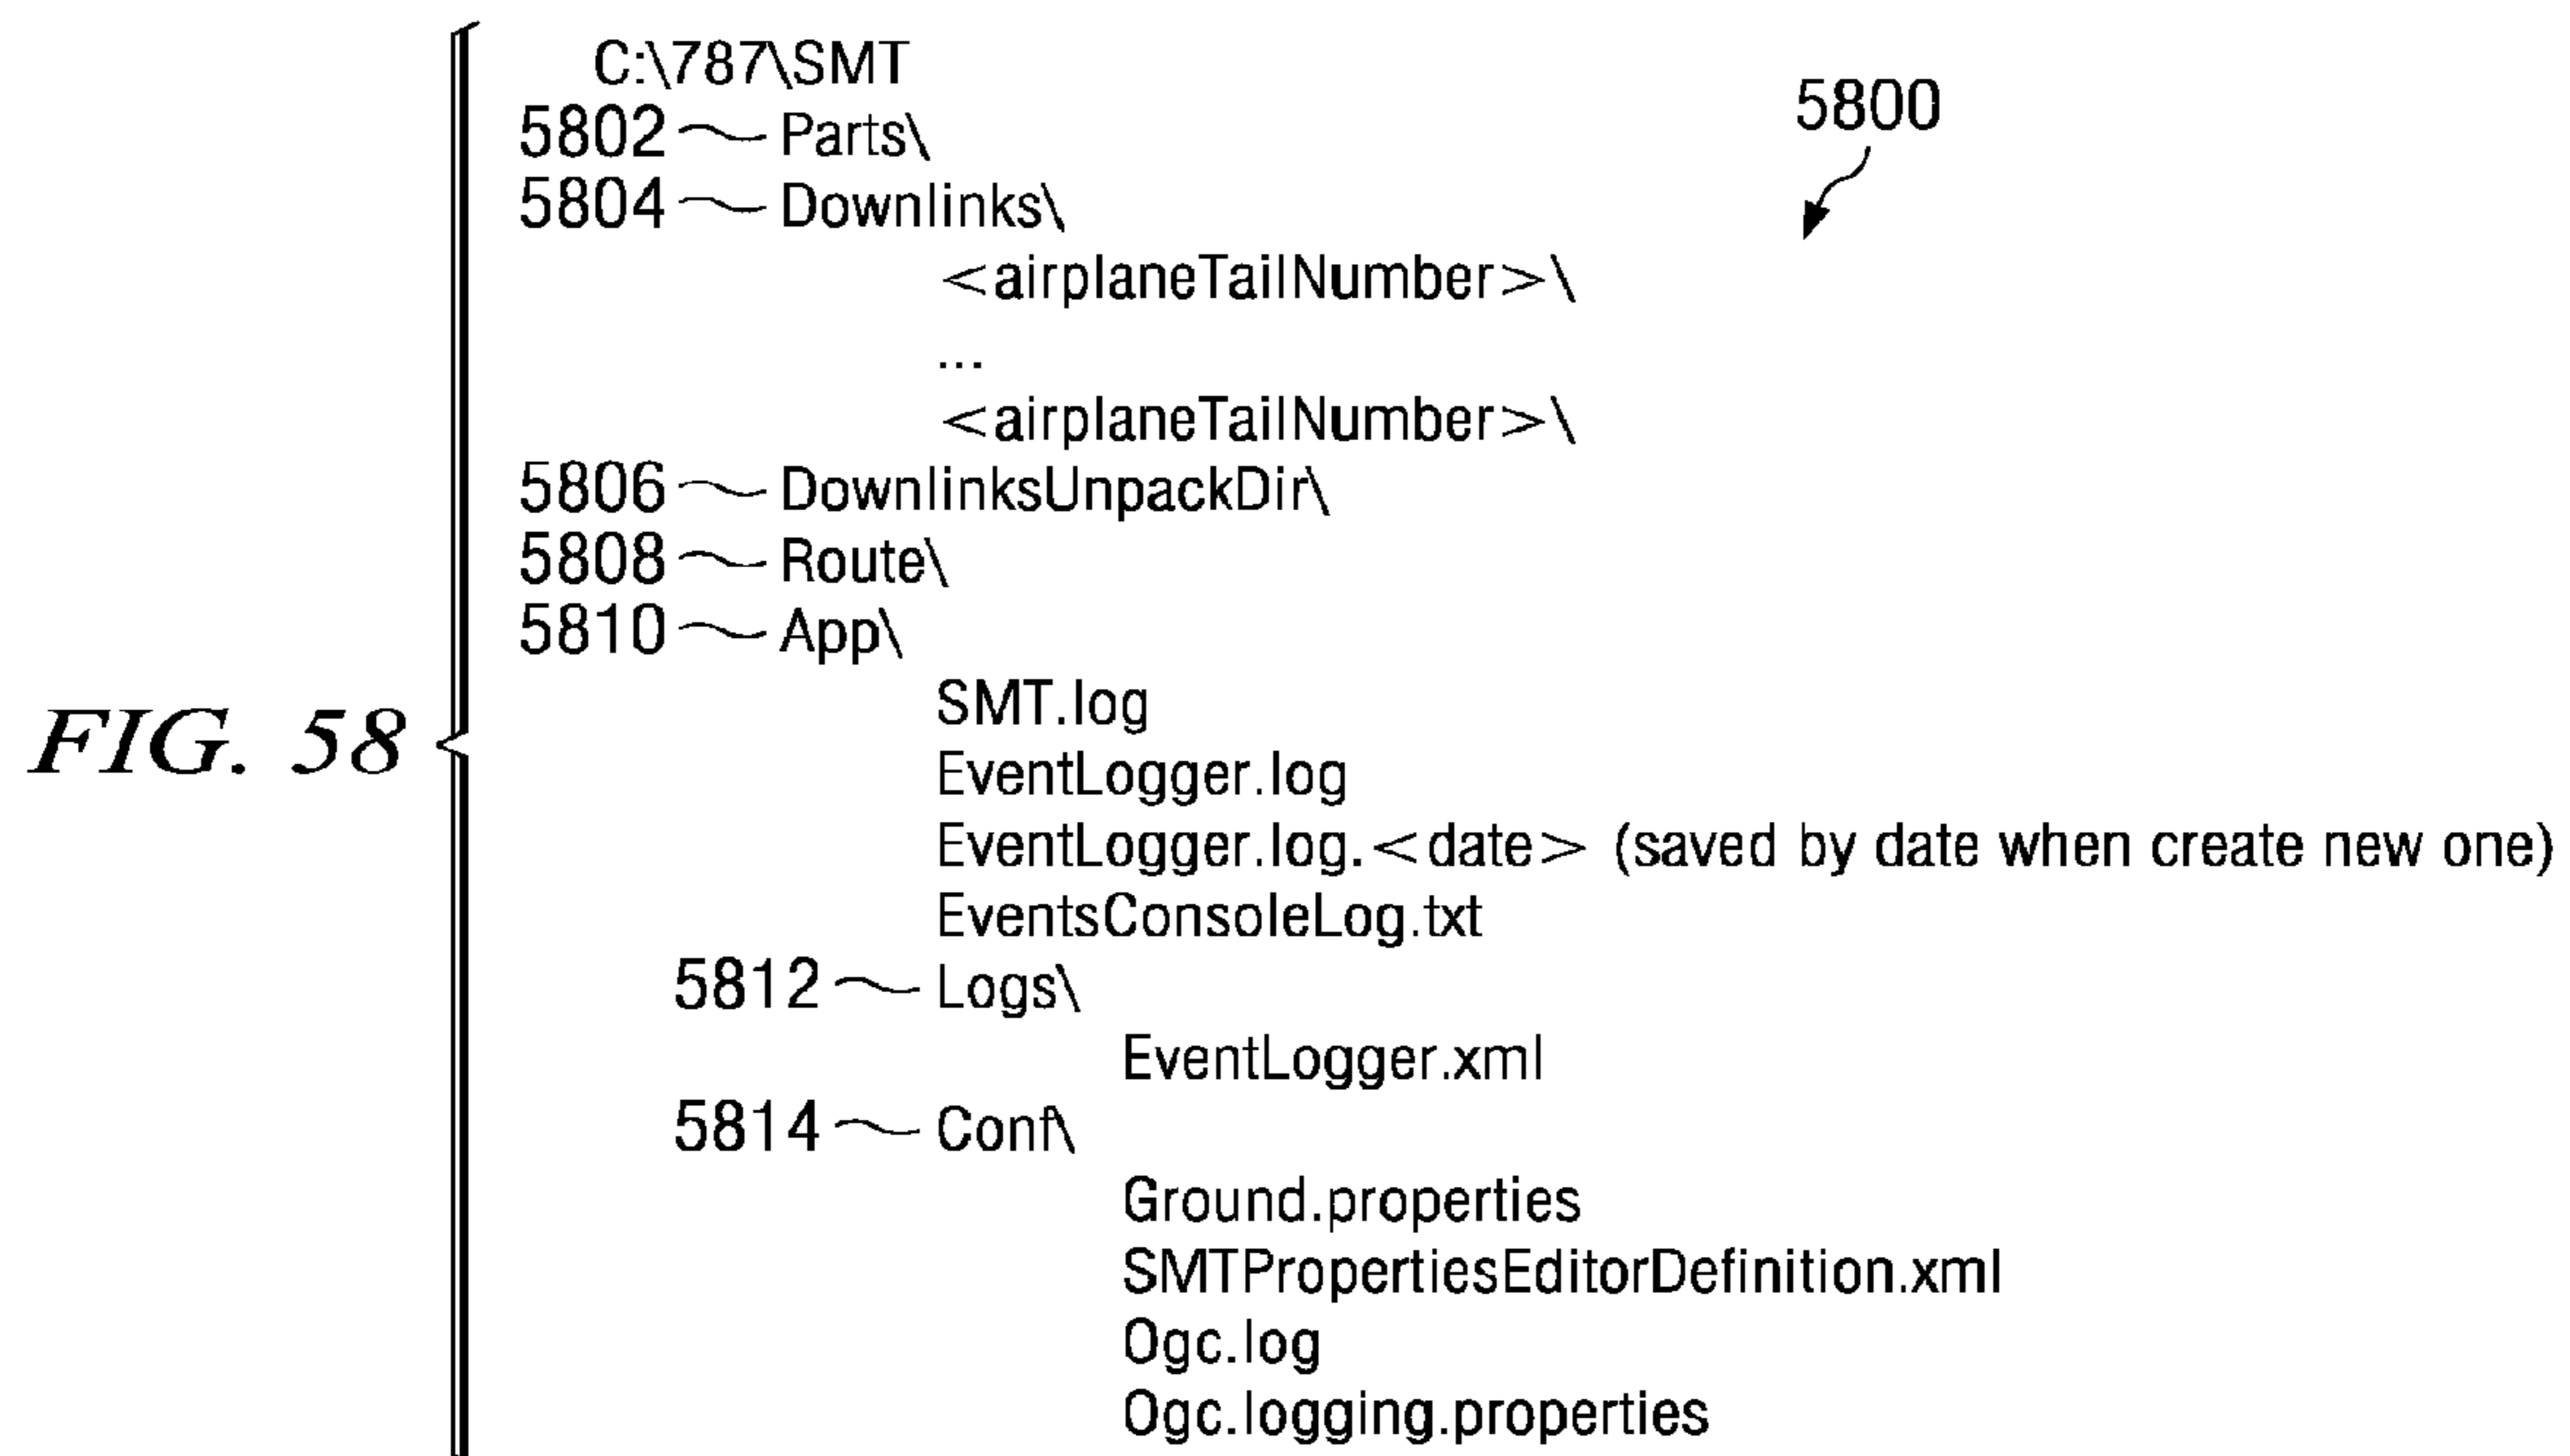 C:\787\SMT
5800
5802 Parts\
5804 Downlinks\
<airplaneTailNumber>\
...
<airplaneTailNumber>\
5806 DownlinksUnpackDir\
5808 Route\
5810 App\
SMT.log
FIG. 58
EventLogger.log
EventLogger.log.<date> (saved by date when create new one)
EventsConsoleLog.txt
5812 Logs\
EventLogger.xml
5814 Conf\
Ground.properties
SMTPropertiesEditorDefinition.xml
Ogc.log
Ogc.logging.properties